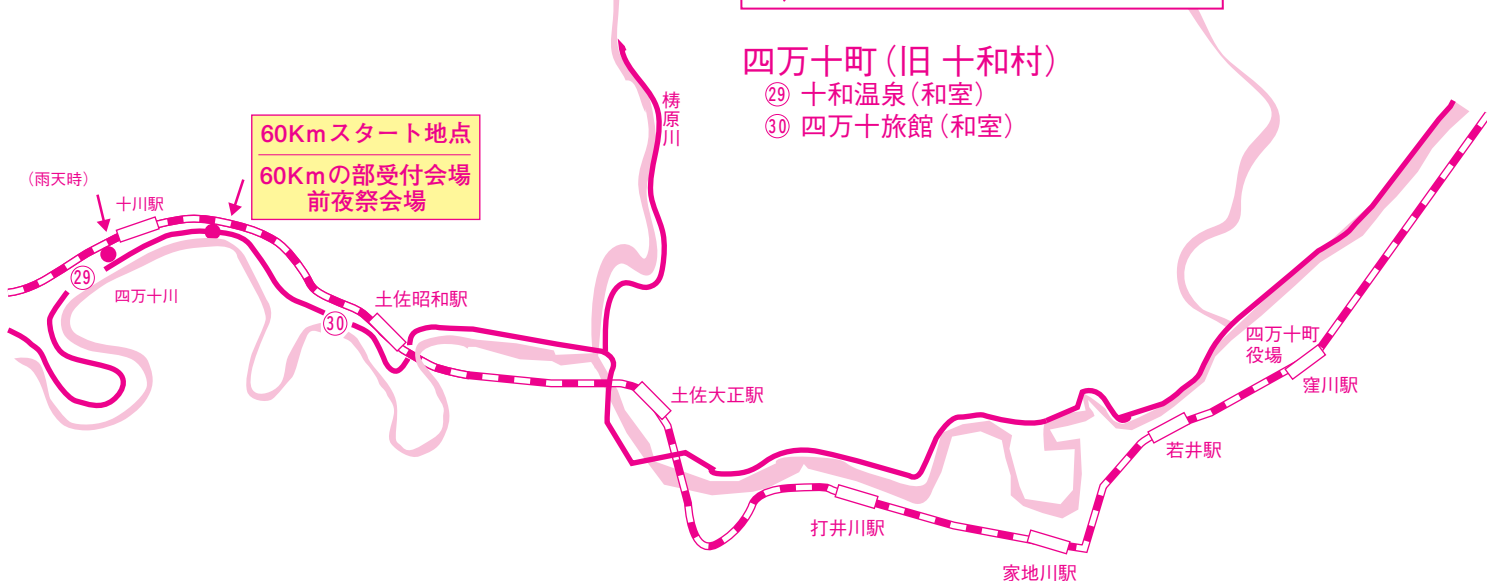 四万十町(旧 十和村)
㉙ 十和温泉(和室)
㉚ 四万十旅館(和室)
梼原川
60Kmスタート地点
60Kmの部受付会場
前夜祭会場
(雨天時)
十川駅
㉙
四万十川
土佐昭和駅
㉚
四万十町
役場
窪川駅
土佐大正駅
若井駅
打井川駅
家地川駅